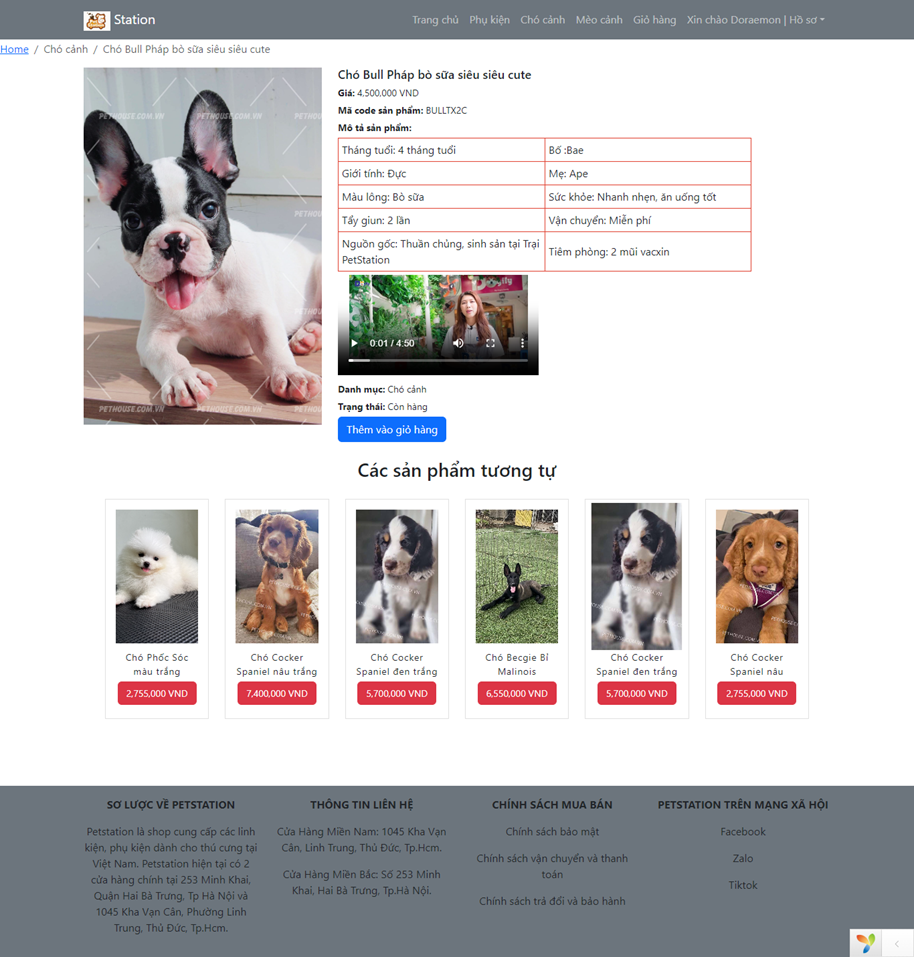 Station
Trang chủ Phụ kiện Chó cảnh Mèo cảnh Giỏ hàng Xin chào Doraemon | Hồ sơ
Home / Chó cảnh / Chó Bull Pháp bò sữa siêu siêu cute
PETHOUSE.COM.VN PETHOUSE.COM.VN
PETHOUSE.COM.VN PETHOUSE.COM.VN
Chó Bull Pháp bò sữa siêu siêu cute
Giá: 4,500,000 VND
Mã code sản phẩm: BULLTX2C
Mô tả sản phẩm:
Tháng tuổi: 4 tháng tuổi Bố :Bae
Giới tính: Đực Mẹ: Ape
Màu lông: Bò sữa Sức khỏe: Nhanh nhẹn, ăn uống tốt
Tẩy giun: 2 lần Vận chuyển: Miễn phí
Nguồn gốc: Thuần chủng, sinh sản tại Trại
PetStation
Tiêm phòng: 2 mũi vacxin
0:01 / 4:50
Danh mục: Chó cảnh
Trạng thái: Còn hàng
Thêm vào giỏ hàng
Các sản phẩm tương tự
Chó Phốc Sóc
màu trắng
2,755,000 VND
Chó Cocker
Spaniel nâu trắng
7,400,000 VND
Chó Cocker
Spaniel đen trắng
5,700,000 VND
Chó Becgie Bỉ
Malinois
6,550,000 VND
Chó Cocker
Spaniel đen trắng
5,700,000 VND
Chó Cocker
Spaniel nâu
2,755,000 VND
SƠ LƯỢC VỀ PETSTATION
Petstation là shop cung cấp các linh
kiện, phụ kiện dành cho thú cưng tại
Việt Nam. Petstation hiện tại có 2
cửa hàng chính tại 253 Minh Khai,
Quận Hai Bà Trưng, Tp Hà Nội và
1045 Kha Vạn Cân, Phường Linh
Trung, Thủ Đức, Tp.Hcm.
THÔNG TIN LIÊN HỆ
Cửa Hàng Miền Nam: 1045 Kha Vạn
Cân, Linh Trung, Thủ Đức, Tp.Hcm.
Cửa Hàng Miền Bắc: Số 253 Minh
Khai, Hai Bà Trưng, Tp.Hà Nội.
CHÍNH SÁCH MUA BÁN
Chính sách bảo mật
Chính sách vận chuyển và thanh
toán
Chính sách trả đổi và bảo hành
PETSTATION TRÊN MẠNG XÃ HỘI
Facebook
Zalo
Tiktok